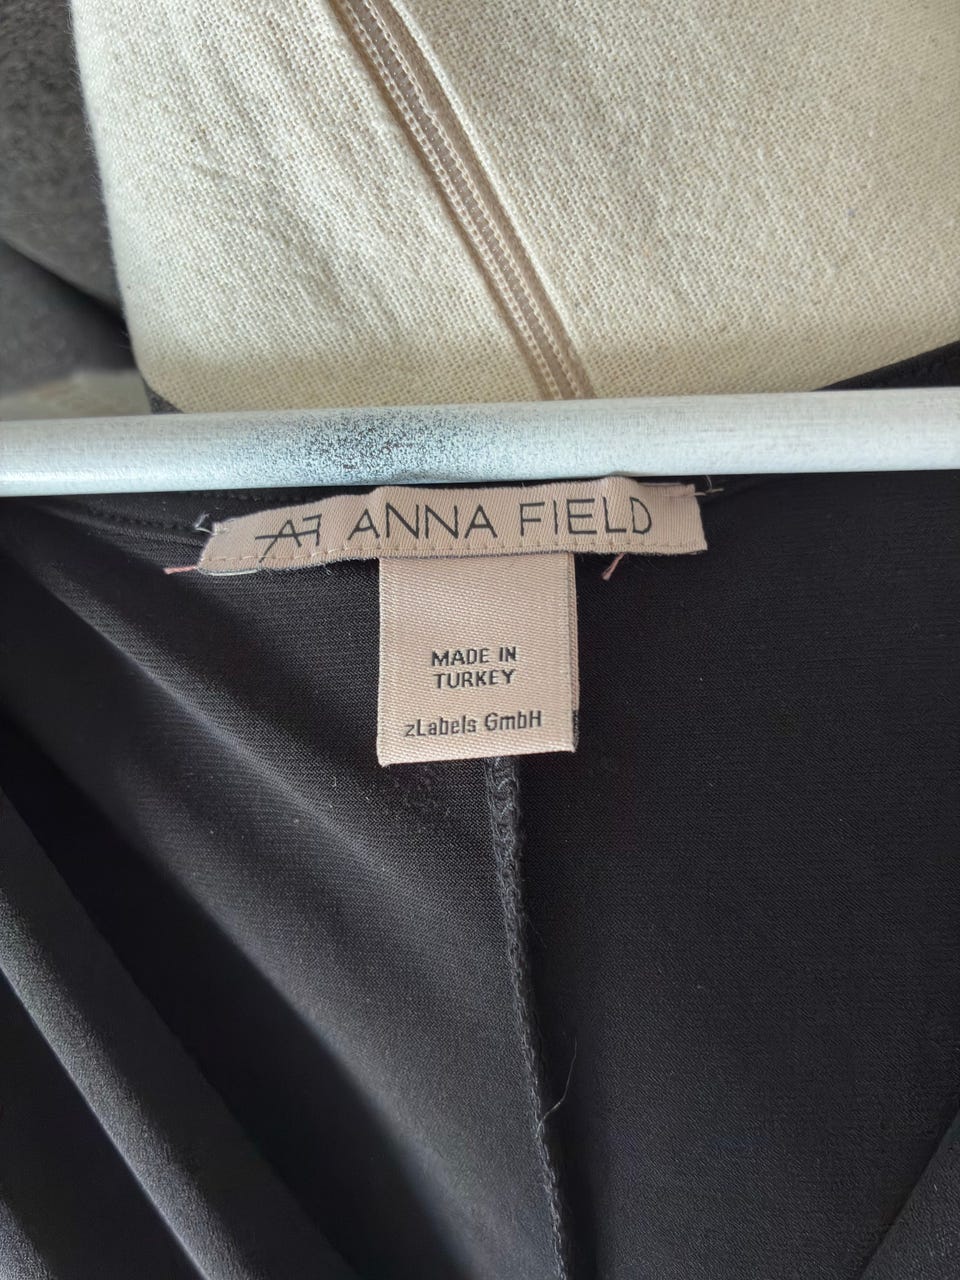 AF ANNA FIELD
MADE IN
TURKEY
zLabels GmbH